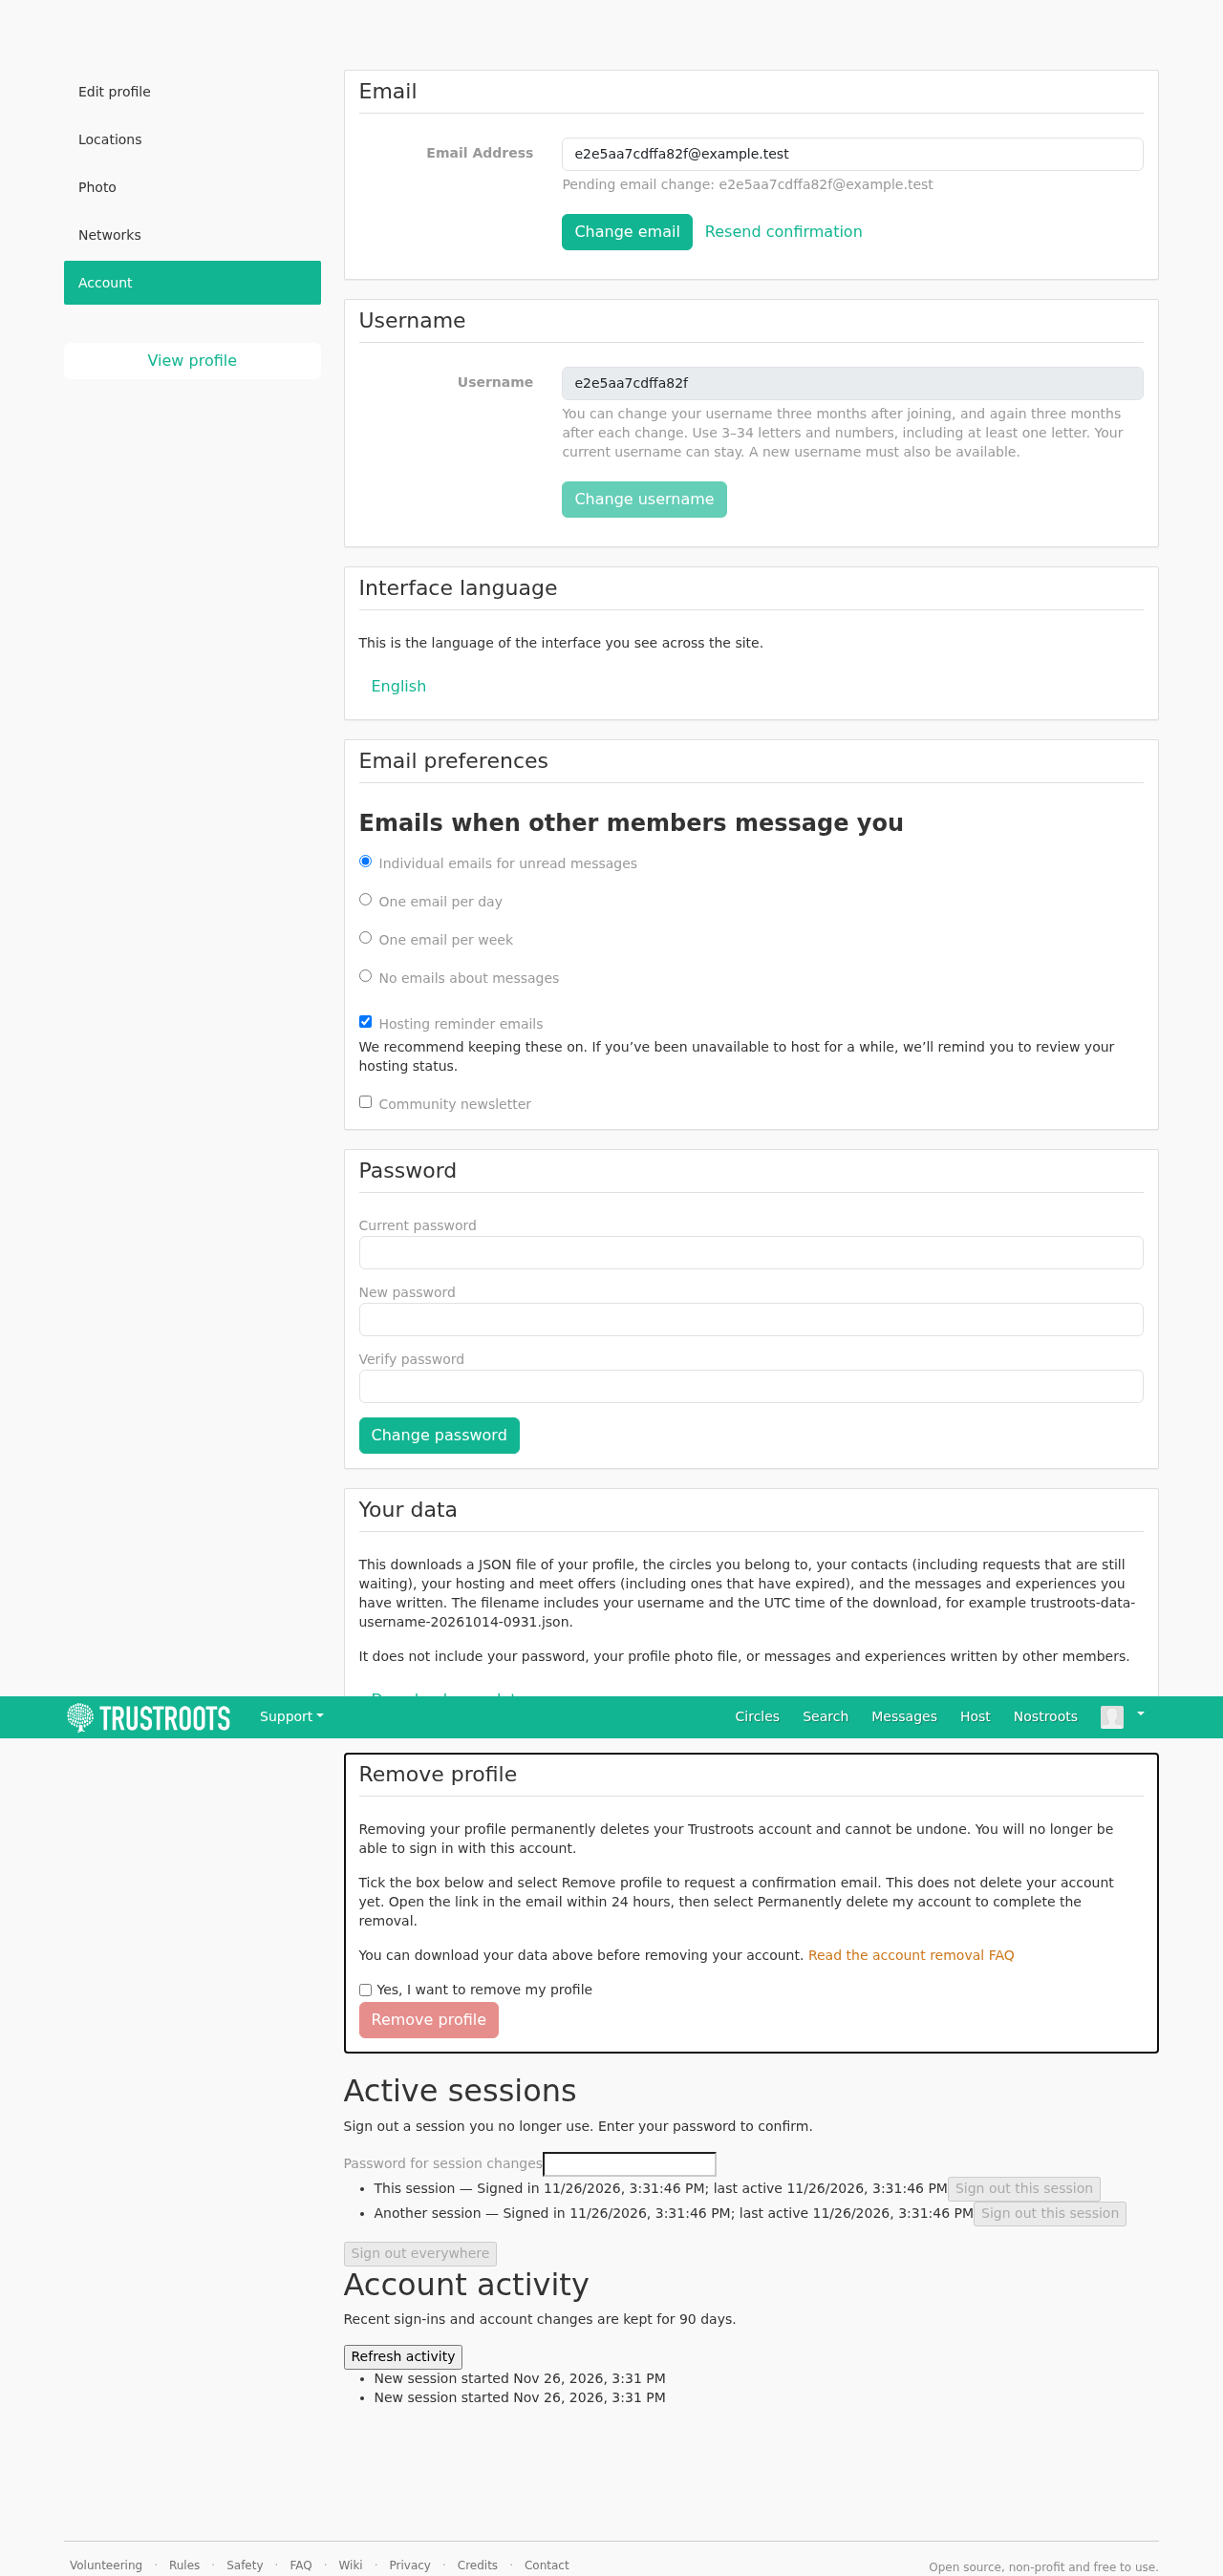 Edit profile
Locations
Photo
Networks
Account
View profile
Email
Email Address
e2e5aa7cdffa82f@example.test
Pending email change: e2e5aa7cdffa82f@example.test
Change email
Resend confirmation
Username
Username
e2e5aa7cdffa82f
You can change your username three months after joining, and again three months
after each change. Use 3–34 letters and numbers, including at least one letter. Your
current username can stay. A new username must also be available.
Change username
Interface language
This is the language of the interface you see across the site.
English
Email preferences
Emails when other members message you
Individual emails for unread messages
One email per day
One email per week
No emails about messages
Hosting reminder emails
We recommend keeping these on. If you’ve been unavailable to host for a while, we’ll remind you to review your
hosting status.
Community newsletter
Password
Current password
New password
Verify password
Change password
Your data
This downloads a JSON file of your profile, the circles you belong to, your contacts (including requests that are still
waiting), your hosting and meet offers (including ones that have expired), and the messages and experiences you
have written. The filename includes your username and the UTC time of the download, for example trustroots-data-
username-20261014-0931.json.
It does not include your password, your profile photo file, or messages and experiences written by other members.
TRUSTROOTS
Support
Circles
Search
Messages
Host
Nostroots
Remove profile
Removing your profile permanently deletes your Trustroots account and cannot be undone. You will no longer be
able to sign in with this account.
Tick the box below and select Remove profile to request a confirmation email. This does not delete your account
yet. Open the link in the email within 24 hours, then select Permanently delete my account to complete the
removal.
You can download your data above before removing your account. Read the account removal FAQ
Yes, I want to remove my profile
Remove profile
Active sessions
Sign out a session you no longer use. Enter your password to confirm.
Password for session changes
• This session — Signed in 11/26/2026, 3:31:46 PM; last active 11/26/2026, 3:31:46 PM Sign out this session
• Another session — Signed in 11/26/2026, 3:31:46 PM; last active 11/26/2026, 3:31:46 PM Sign out this session
Sign out everywhere
Account activity
Recent sign-ins and account changes are kept for 90 days.
Refresh activity
• New session started Nov 26, 2026, 3:31 PM
• New session started Nov 26, 2026, 3:31 PM
Volunteering · Rules · Safety · FAQ · Wiki · Privacy · Credits · Contact
Open source, non-profit and free to use.